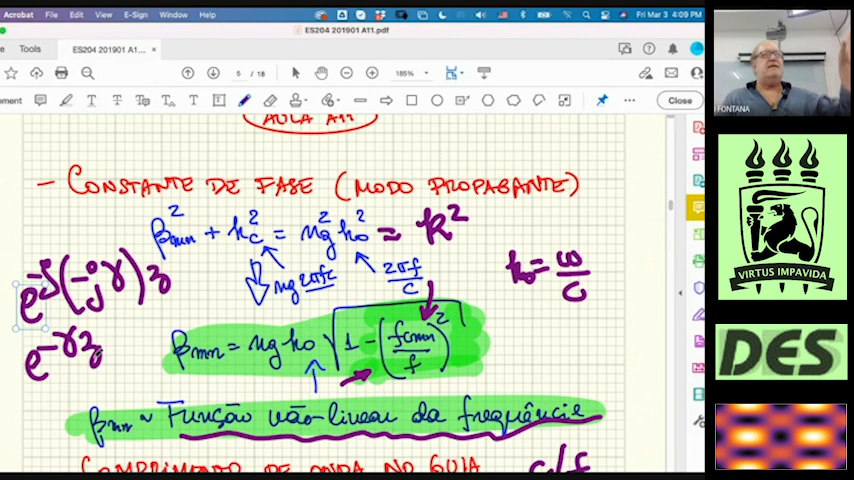 Acrobat File Edit E-Sign Window Help Fri Mar 3 4:09 PM
ES204 201901 A11.pdf
Tools ES204 201901 A1... ×
5 / 18 185%
Close
AULA A11
- CONSTANTE DE FASE (MODO PROPAGANTE)
βmn² + kc² = ng² ko² = k²
ng 2πfc/c 2πf/c ko = ω/c
e^-j(-jγ)z
βmn = ng ko √(1 - (fcmn/f)²)
e^-γz
βmn ~ Função não-linear da frequência
COMPRIMENTO DE ONDA NO GUIA c/f
FONTANA
VIRTUS IMPAVIDA
DES